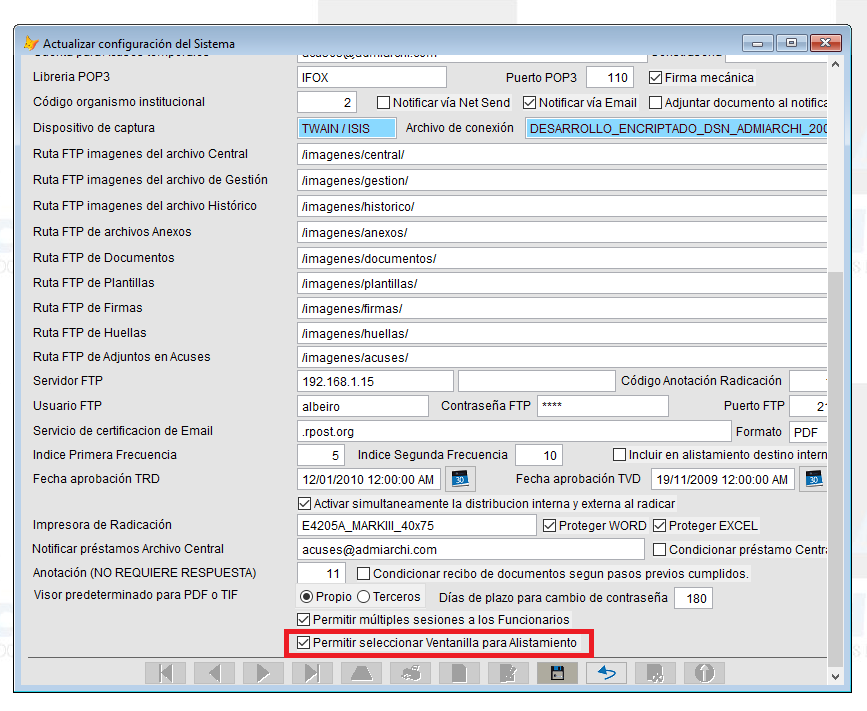 Actualizar configuración del Sistema
Libreria POP3 IFOX Puerto POP3 110 Firma mecánica
Código organismo institucional 2 Notificar vía Net Send Notificar vía Email Adjuntar documento al notifica
Dispositivo de captura TWAIN / ISIS Archivo de conexión DESARROLLO_ENCRIPTADO_DSN_ADMIARCHI_200
Ruta FTP imagenes del archivo Central /imagenes/central/
Ruta FTP imagenes del archivo de Gestión /imagenes/gestion/
Ruta FTP imagenes del archivo Histórico /imagenes/historico/
Ruta FTP de archivos Anexos /imagenes/anexos/
Ruta FTP de Documentos /imagenes/documentos/
Ruta FTP de Plantillas /imagenes/plantillas/
Ruta FTP de Firmas /imagenes/firmas/
Ruta FTP de Huellas /imagenes/huellas/
Ruta FTP de Adjuntos en Acuses /imagenes/acuses/
Servidor FTP 192.168.1.15 Código Anotación Radicación
Usuario FTP albeiro Contraseña FTP **** Puerto FTP 2
Servicio de certificacion de Email .rpost.org Formato PDF
Indice Primera Frecuencia 5 Indice Segunda Frecuencia 10 Incluir en alistamiento destino intern
Fecha aprobación TRD 12/01/2010 12:00:00 AM 30 Fecha aprobación TVD 19/11/2009 12:00:00 AM 30
Activar simultaneamente la distribucion interna y externa al radicar
Impresora de Radicación E4205A_MARKIII_40x75 Proteger WORD Proteger EXCEL
Notificar préstamos Archivo Central acuses@admiarchi.com Condicionar préstamo Centra
Anotación (NO REQUIERE RESPUESTA) 11 Condicionar recibo de documentos segun pasos previos cumplidos.
Visor predeterminado para PDF o TIF Propio Terceros Días de plazo para cambio de contraseña 180
Permitir múltiples sesiones a los Funcionarios
Permitir seleccionar Ventanilla para Alistamiento